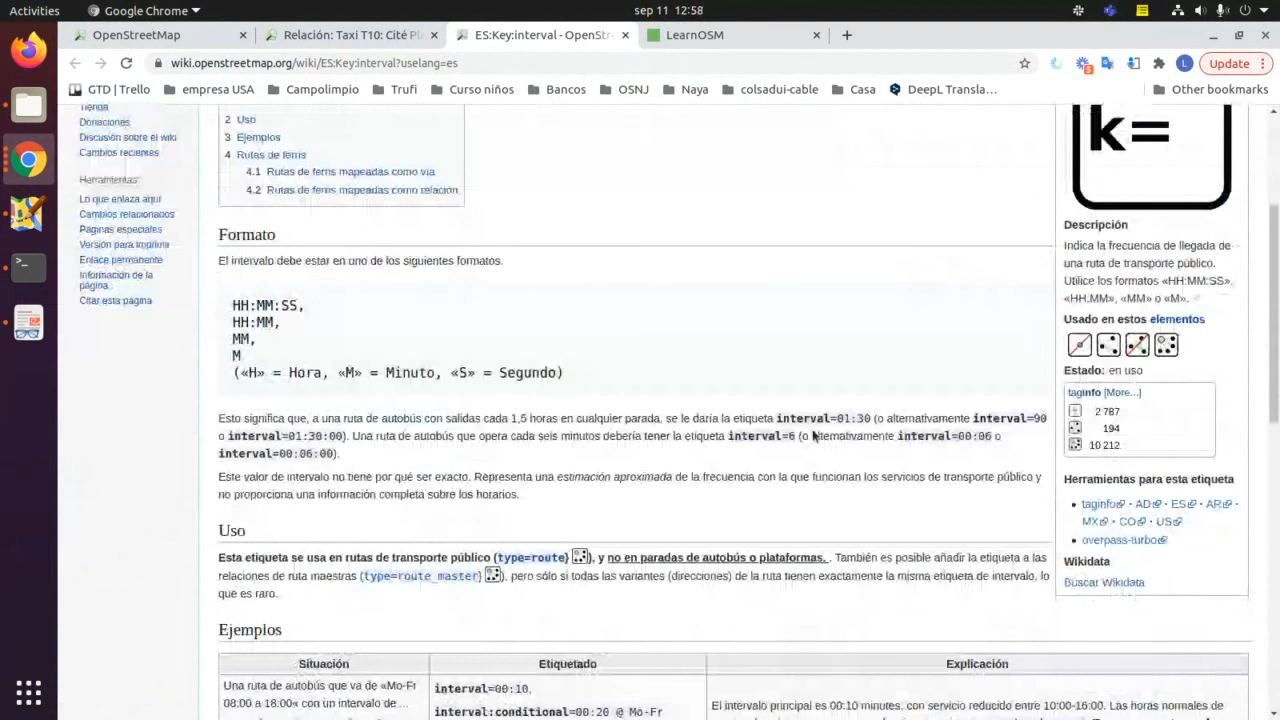 Activities
Google Chrome
sep 11 12:58
OpenStreetMap
Relación: Taxi T10: Cité Pl
ES:Key:interval - OpenStr
LearnOSM
wiki.openstreetmap.org/wiki/ES:Key:interval?uselang=es
5
L
Update
GTD | Trello
empresa USA
Campolimpio
Trufi
Curso niños
Bancos
OSNJ
Naya
colsadui-cable
Casa
DeepL Transla...
Other bookmarks
Tienda
Donaciones
Discusión sobre el wiki
Cambios recientes
Herramientas
Lo que enlaza aquí
Cambios relacionados
Páginas especiales
Versión para imprimir
Enlace permanente
Información de la
página
Citar esta página
2 Uso
3 Ejemplos
4 Rutas de ferris
4.1 Rutas de ferris mapeadas como vía
4.2 Rutas de ferris mapeadas como relación
Formato
El intervalo debe estar en uno de los siguientes formatos.
HH:MM:SS,
HH:MM,
MM,
M
(«H» = Hora, «M» = Minuto, «S» = Segundo)
Esto significa que, a una ruta de autobús con salidas cada 1,5 horas en cualquier parada, se le daría la etiqueta interval=01:30 (o alternativamente interval=90
o interval=01:30:00). Una ruta de autobús que opera cada seis minutos debería tener la etiqueta interval=6 (o alternativamente interval=00:06 o
interval=00:06:00).
Este valor de intervalo no tiene por qué ser exacto. Representa una estimación aproximada de la frecuencia con la que funcionan los servicios de transporte público y
no proporciona una información completa sobre los horarios.
Uso
Esta etiqueta se usa en rutas de transporte público (type=route} ), y no en paradas de autobús o plataformas. . También es posible añadir la etiqueta a las
relaciones de ruta maestras (type=route_master} ), pero sólo si todas las variantes (direcciones) de la ruta tienen exactamente la misma etiqueta de intervalo, lo
que es raro.
Ejemplos
Situación
Etiquetado
Explicación
Una ruta de autobús que va de «Mo-Fr
08:00 a 18:00« con un intervalo de
interval=00:10,
interval:conditional=00:20 @ Mo-Fr
El intervalo principal es 00:10 minutos, con servicio reducido entre 10:00-16:00. Las horas normales de
k=
Descripción
Indica la frecuencia de llegada de
una ruta de transporte público.
Utilice los formatos «HH:MM:SS»,
«HH:MM», «MM» o «M».
Usado en estos elementos
Estado: en uso
taginfo [More...]
2 787
194
10 212
Herramientas para esta etiqueta
taginfo · AD · ES · AR ·
MX · CO · US
overpass-turbo
Wikidata
Buscar Wikidata